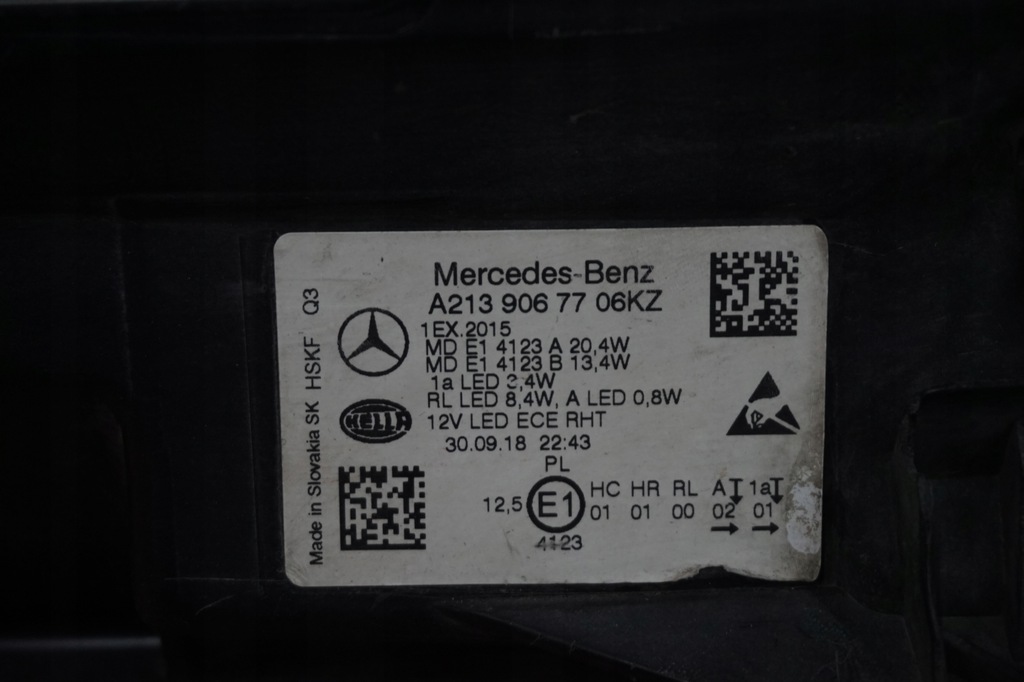 Mercedes-Benz
A213 906 77 06KZ
1EX.2015
MD E1 4123 A 20,4W
MD E1 4123 B 13,4W
1a LED 3,4W
RL LED 8,4W, A LED 0,8W
12V LED ECE RHT
30.09.18 22:43
HELLA
Made in Slovakia SK HSKF Q3
PL
12,5 E1 HC HR RL A 1a
01 01 00 02 01
4123